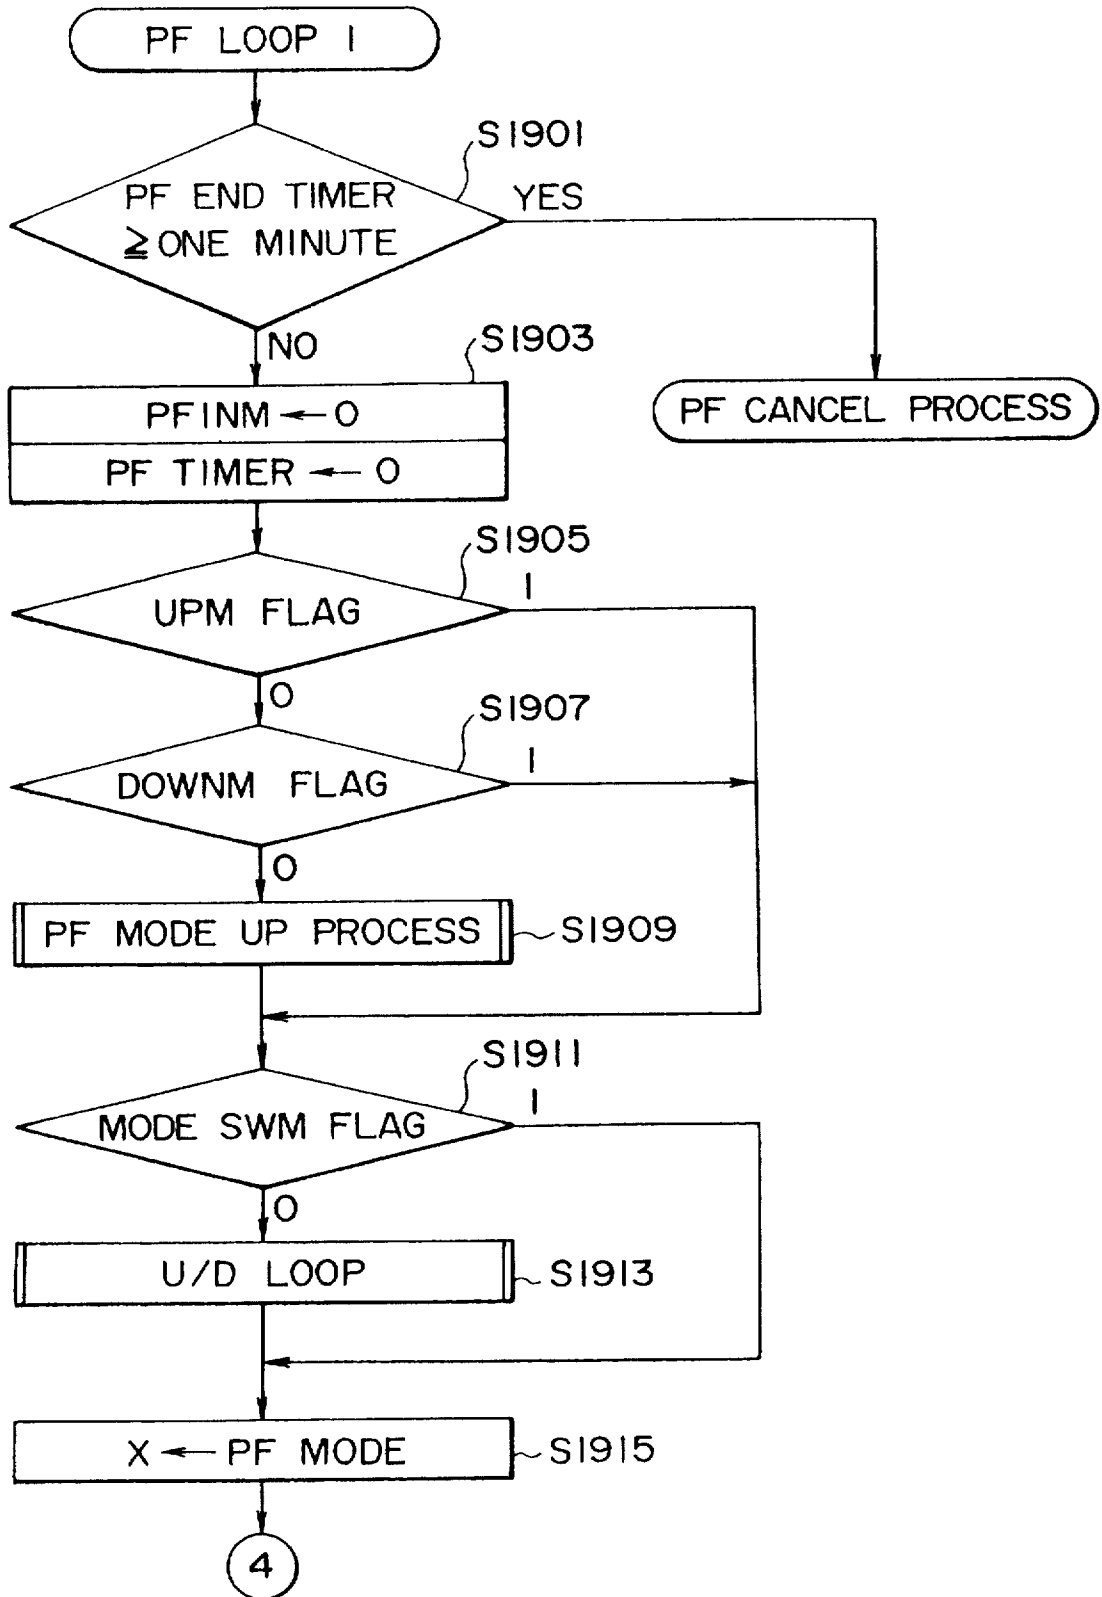 PF LOOP 1
S1901
PF END TIMER
≧ONE MINUTE
YES
NO
S1903
PFINM ← 0
PF TIMER ← 0
PF CANCEL PROCESS
S1905
UPM FLAG
1
0
S1907
DOWNM FLAG
1
0
PF MODE UP PROCESS
S1909
S1911
MODE SWM FLAG
1
0
U/D LOOP
S1913
X ← PF MODE
S1915
4